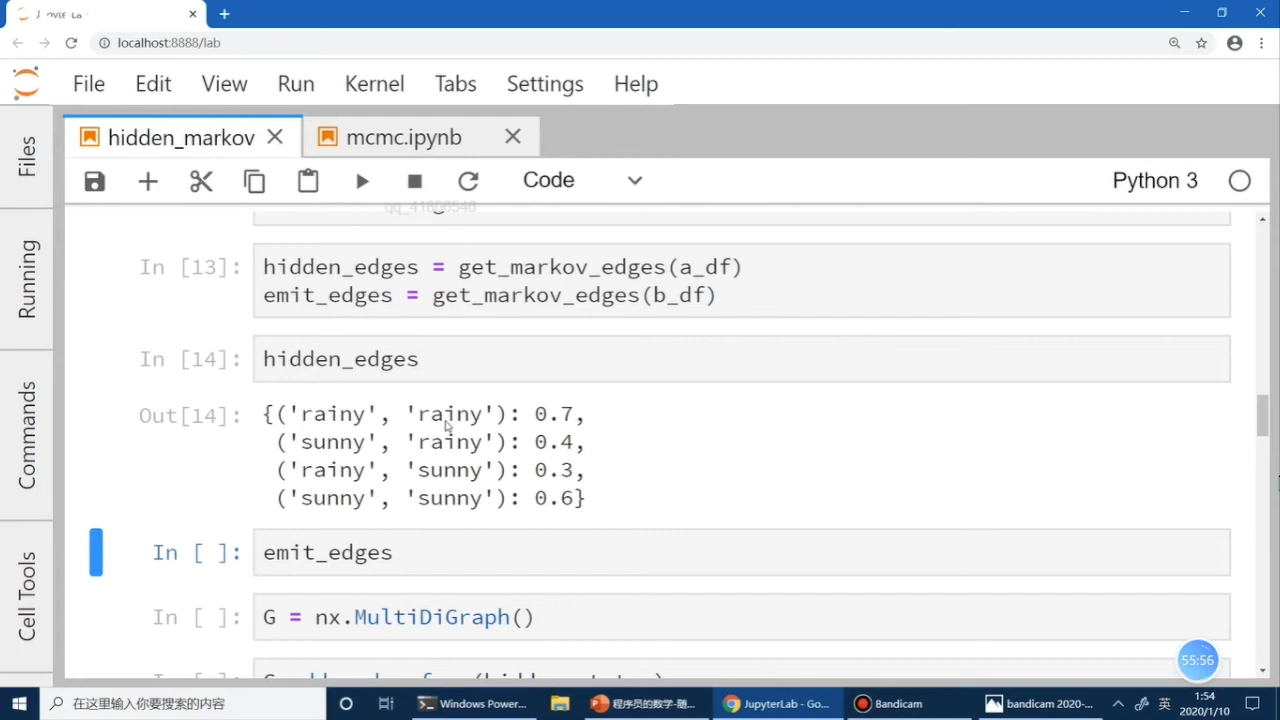 localhost:8888/lab
File Edit View Run Kernel Tabs Settings Help
hidden_markov mcmc.ipynb
Code Python 3
Files
Running
Commands
Cell Tools
In [13]: hidden_edges = get_markov_edges(a_df)
emit_edges = get_markov_edges(b_df)
In [14]: hidden_edges
Out[14]: {('rainy', 'rainy'): 0.7,
('sunny', 'rainy'): 0.4,
('rainy', 'sunny'): 0.3,
('sunny', 'sunny'): 0.6}
In [ ]: emit_edges
In [ ]: G = nx.MultiDiGraph()
55:56
在这里输入你要搜索的内容 Windows Power... 程序员的数学-随... JupyterLab - Go... Bandicam bandicam 2020-... 英 1:54
2020/1/10